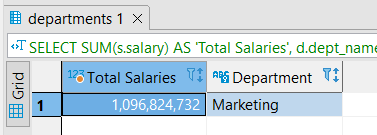 departments 1
SELECT SUM(s.salary) AS 'Total Salaries', d.dept_name
Grid
123 Total Salaries
Department
1
1,096,824,732
Marketing